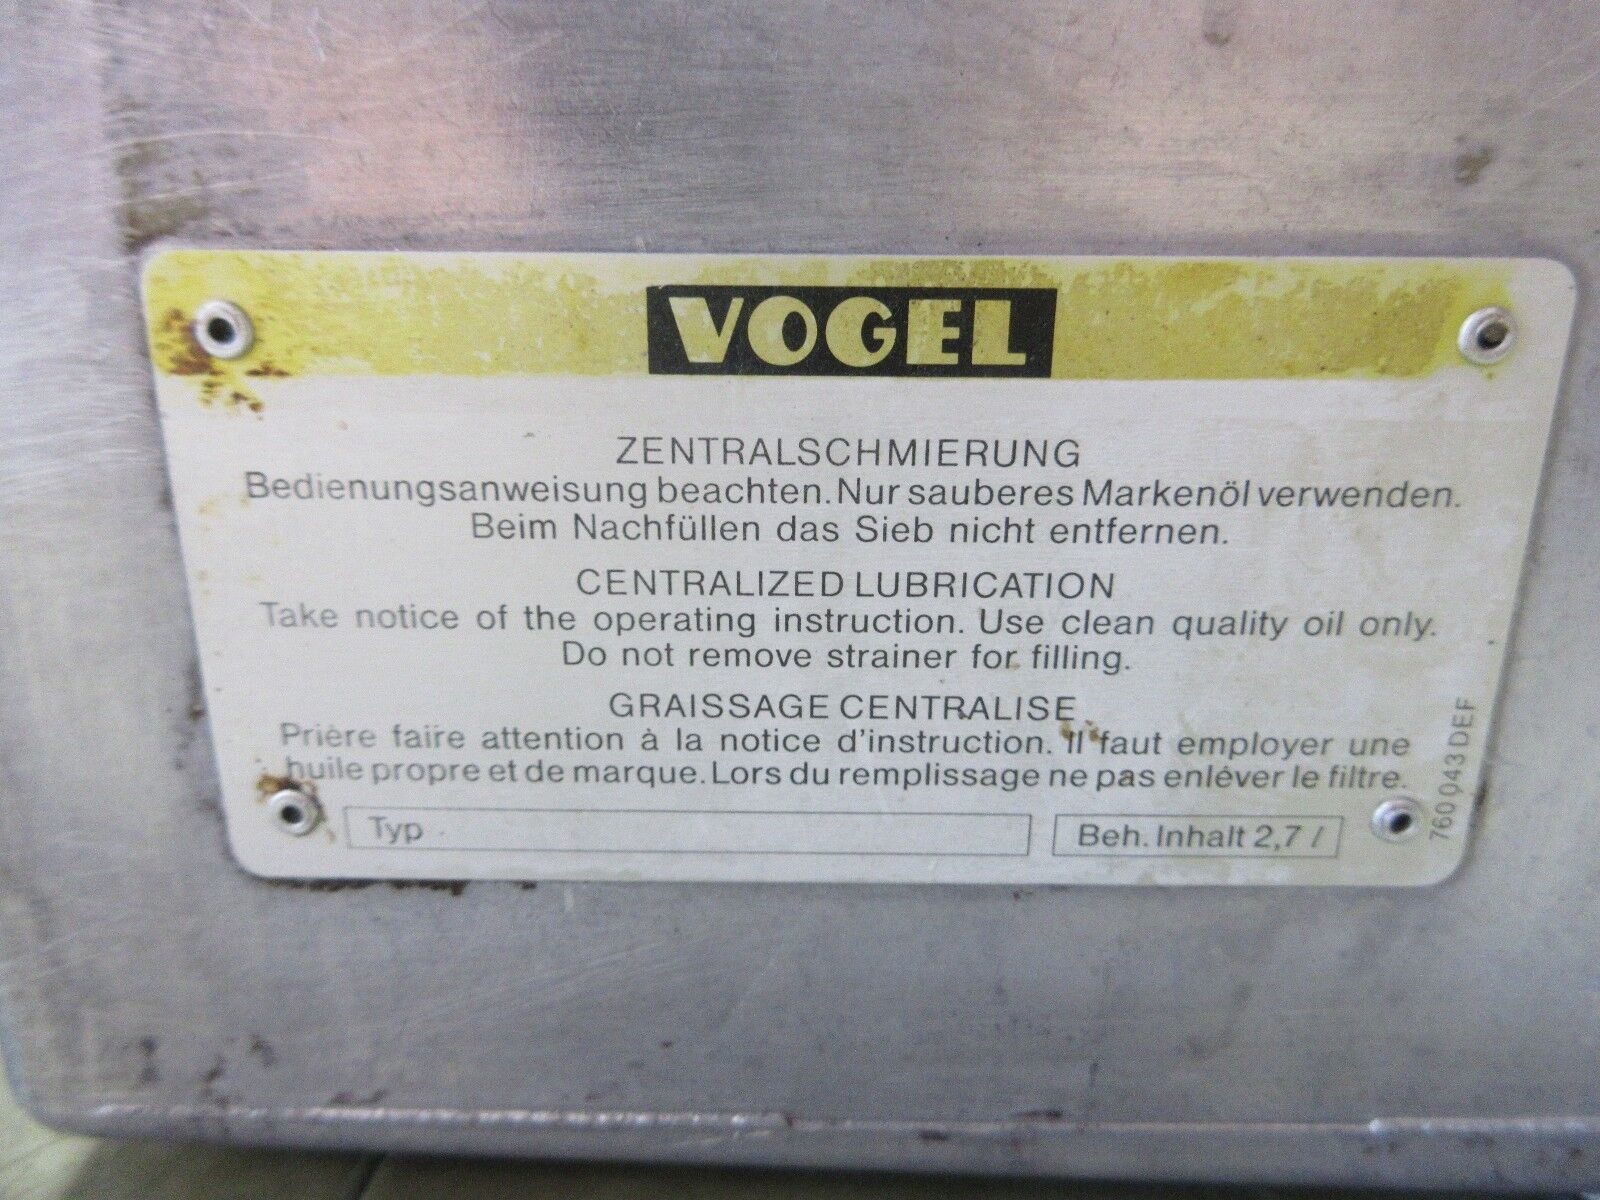 VOGEL
ZENTRALSCHMIERUNG
Bedienungsanweisung beachten. Nur sauberes Markenöl verwenden.
Beim Nachfüllen das Sieb nicht entfernen.
CENTRALIZED LUBRICATION
Take notice of the operating instruction. Use clean quality oil only.
Do not remove strainer for filling.
GRAISSAGE CENTRALISE
Prière faire attention à la notice d'instruction. Il faut employer une
huile propre et de marque. Lors du remplissage ne pas enléver le filtre.
Typ
Beh. Inhalt 2,7 l
760 043 DEF